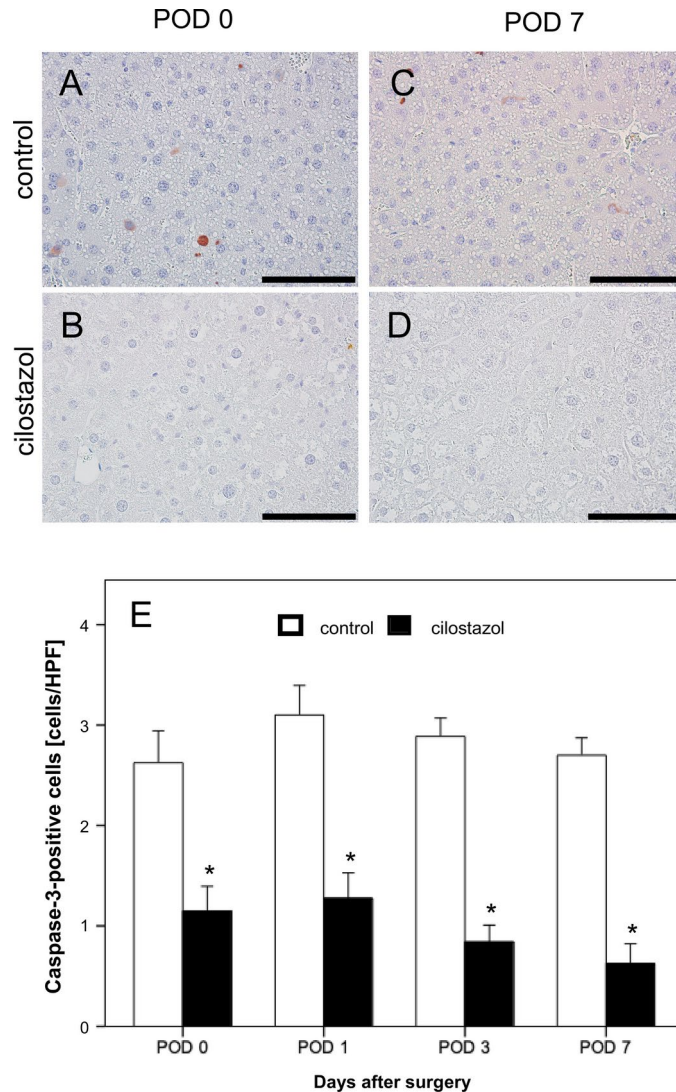 POD 0
POD 7
control
A
C
cilostazol
B
D
E
control
cilostazol
Caspase-3-positive cells [cells/HPF]
4
3
2
1
0
*
*
*
*
POD 0
POD 1
POD 3
POD 7
Days after surgery